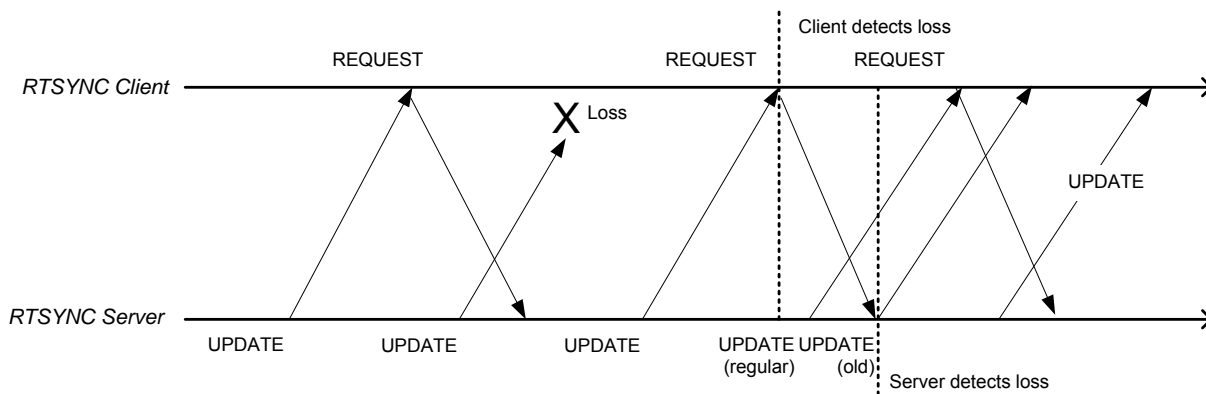 Client detects loss
REQUEST
REQUEST
REQUEST
RTSYNC Client
X Loss
UPDATE
RTSYNC Server
UPDATE
UPDATE
UPDATE
UPDATE
(regular)
UPDATE
(old)
Server detects loss